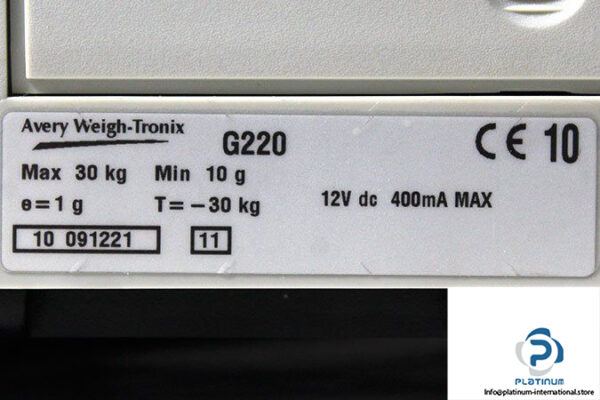 Avery Weigh-Tronix
G220
CE 10
Max 30 kg Min 10 g
e=1 g T= -30 kg
12V dc 400mA MAX
10 091221 11
PLATINUM
Info@platinum-international.store